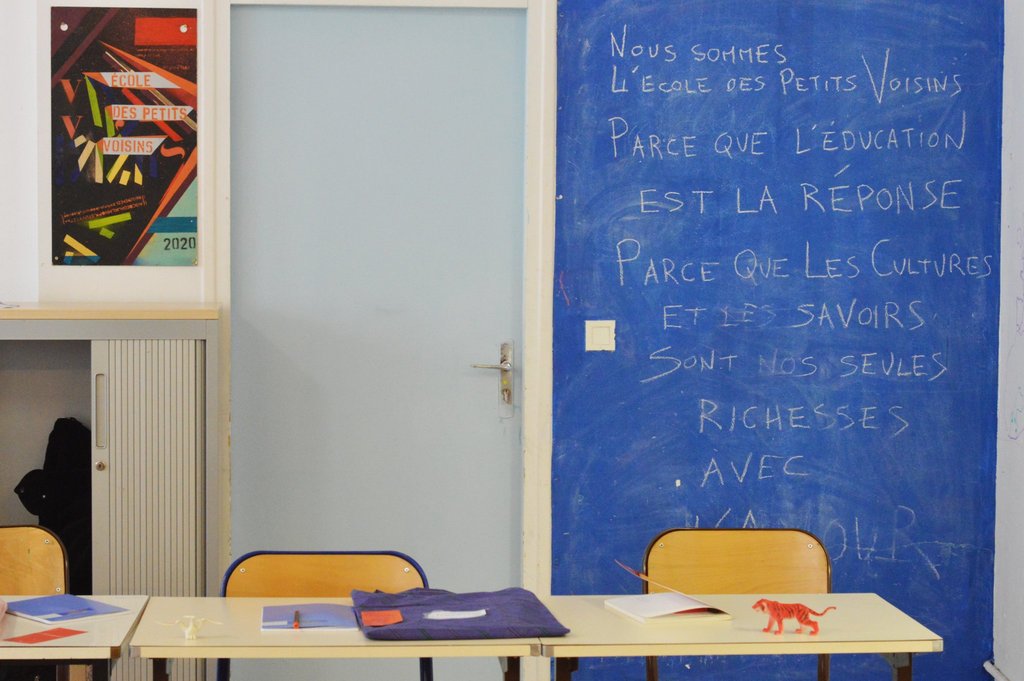 ÉCOLE
DES PETITS
VOISINS
2020
NOUS SOMMES
L'ECOLE DES PETITS VOISINS
PARCE QUE L'ÉDUCATION
EST LA RÉPONSE
PARCE QUE LES CULTURES
ET LES SAVOIRS
SONT NOS SEULES
RICHESSES
AVEC
L'AMOUR